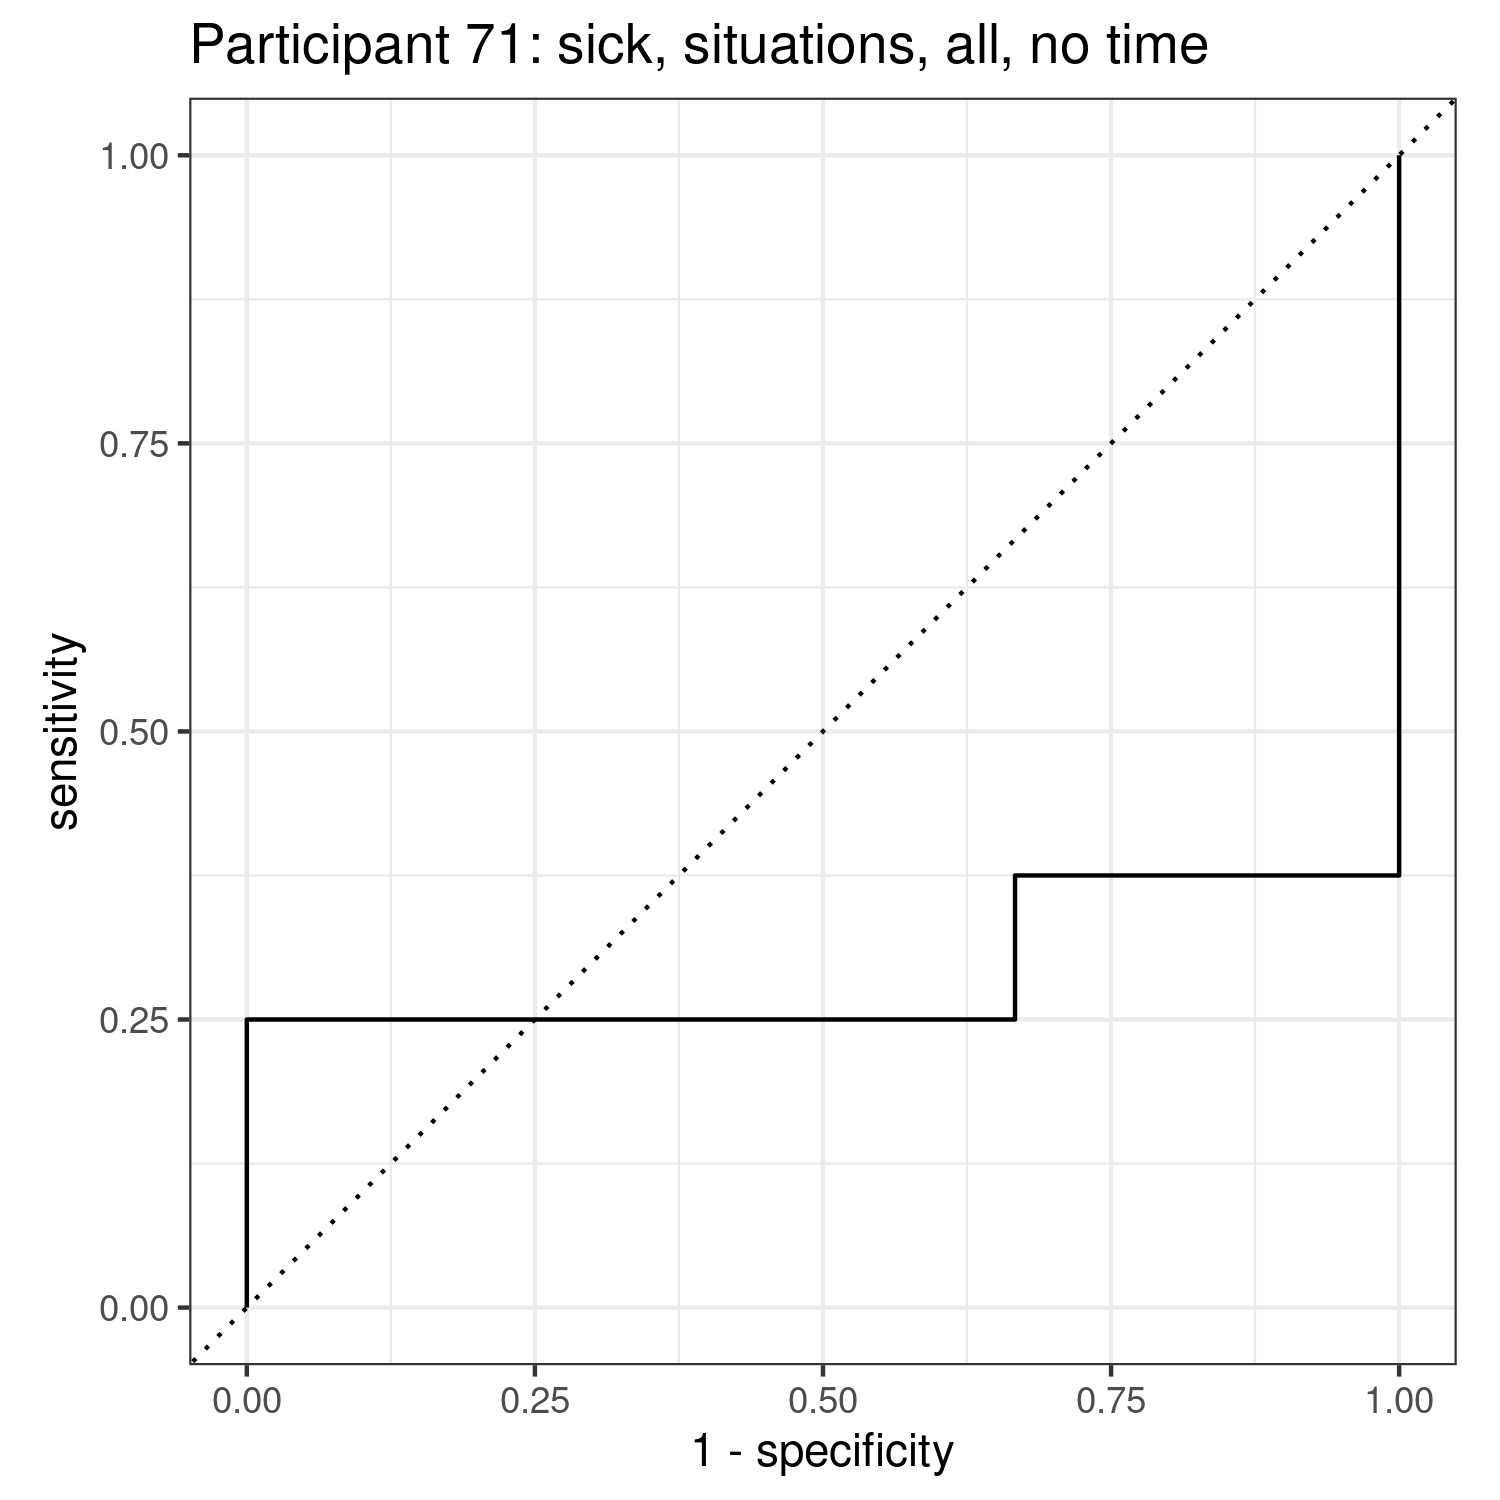 Participant 71: sick, situations, all, no time
1.00
0.75
0.50
0.25
0.00
sensitivity
0.00 0.25 0.50 0.75 1.00
1 - specificity